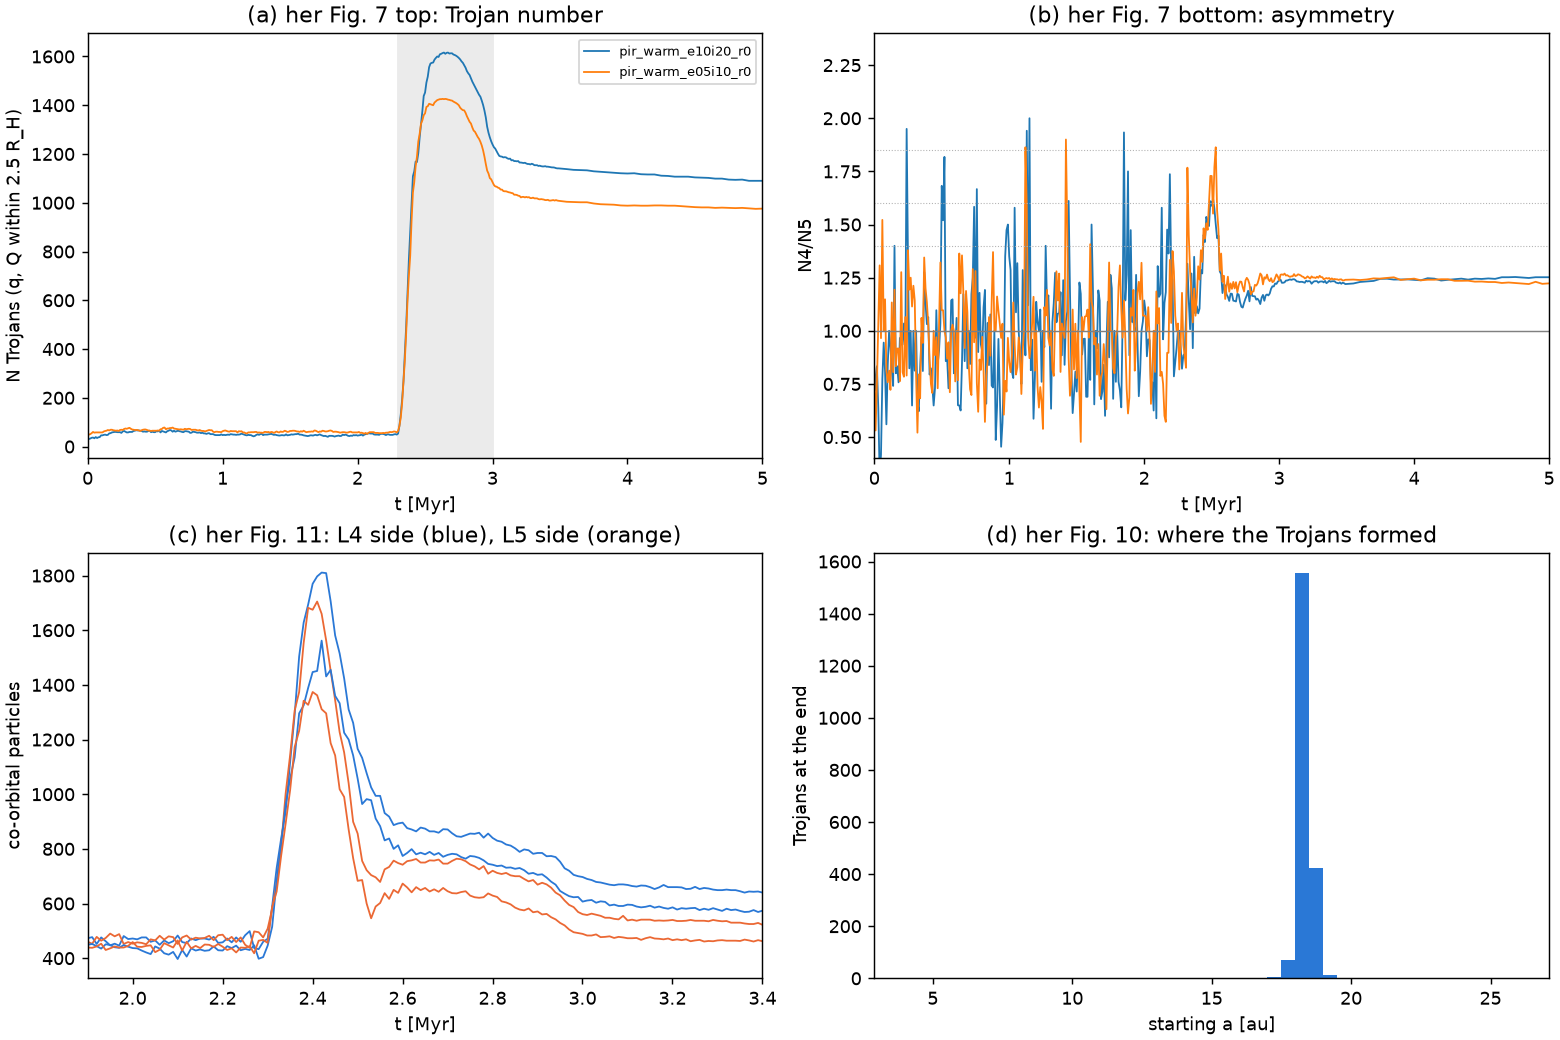 (a) her Fig. 7 top: Trojan number
N Trojans (q, Q within 2.5 R_H)
1600
1400
1200
1000
800
600
400
200
0
pir_warm_e10i20_r0
pir_warm_e05i10_r0
0 1 2 3 4 5
t [Myr]
(b) her Fig. 7 bottom: asymmetry
N4/N5
2.25
2.00
1.75
1.50
1.25
1.00
0.75
0.50
0 1 2 3 4 5
t [Myr]
(c) her Fig. 11: L4 side (blue), L5 side (orange)
co-orbital particles
1800
1600
1400
1200
1000
800
600
400
2.0 2.2 2.4 2.6 2.8 3.0 3.2 3.4
t [Myr]
(d) her Fig. 10: where the Trojans formed
Trojans at the end
1600
1400
1200
1000
800
600
400
200
0
5 10 15 20 25
starting a [au]